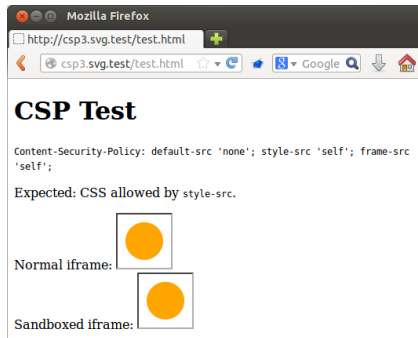 Mozilla Firefox
http://csp3.svg.test/test.html
csp3.svg.test/test.html
Google
CSP Test
Content-Security-Policy: default-src 'none'; style-src 'self'; frame-src
'self';
Expected: CSS allowed by style-src.
Normal iframe:
Sandboxed iframe: